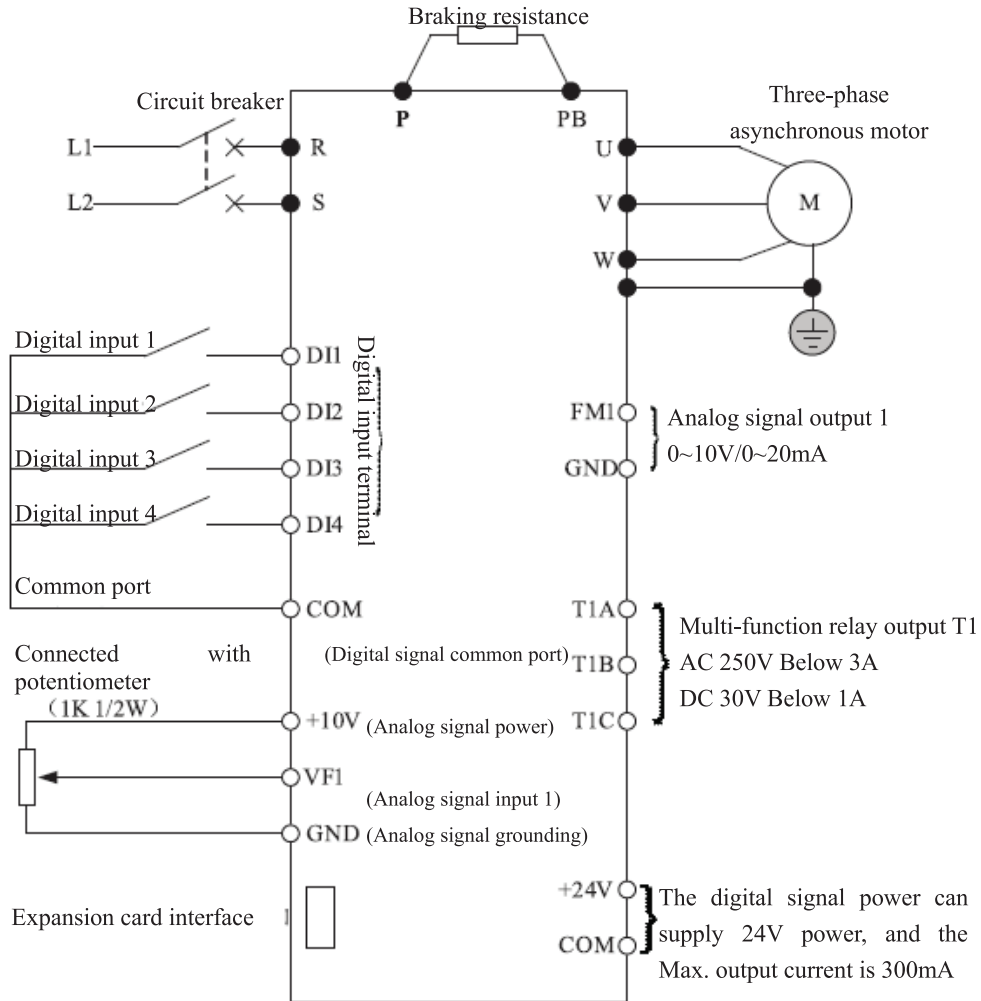 Braking resistance
Circuit breaker
P
PB
Three-phase
asynchronous motor
L1
R
U
L2
S
V
M
W
Digital input 1
DI1
Digital input 2
DI2
Digital input 3
DI3
Digital input 4
DI4
Digital input terminal
FM1
GND
Analog signal output 1
0~10V/0~20mA
Common port
COM
(Digital signal common port)
T1A
T1B
T1C
Multi-function relay output T1
AC 250V Below 3A
DC 30V Below 1A
Connected with
potentiometer
(1K 1/2W)
+10V (Analog signal power)
VF1
(Analog signal input 1)
GND (Analog signal grounding)
Expansion card interface
+24V
COM
The digital signal power can
supply 24V power, and the
Max. output current is 300mA